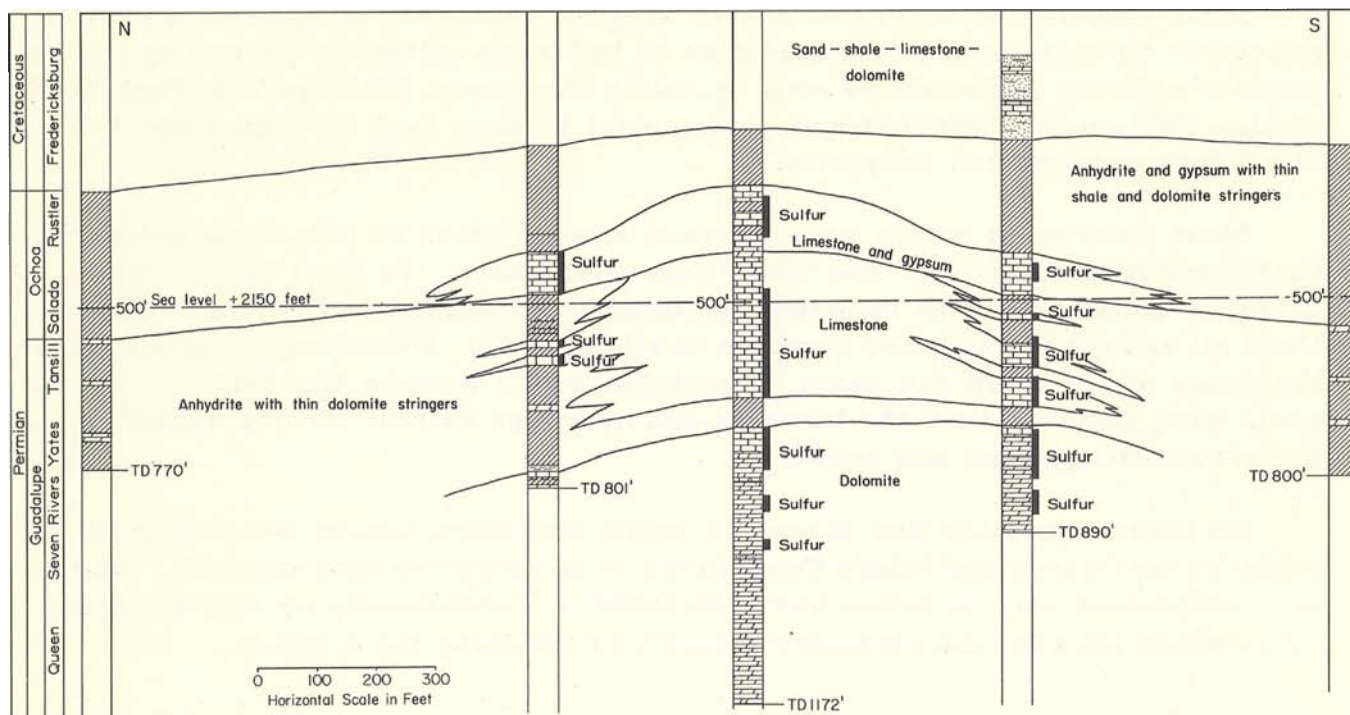 N
S
Cretaceous
Fredericksburg
Permian
Ochoa
Guadalupe
Rustler
Salado
Tansill
Yates
Seven Rivers
Queen
Sand - shale - limestone -
dolomite
Anhydrite and gypsum with thin
shale and dolomite stringers
Sulfur
Sulfur
Limestone and gypsum
Sulfur
Sea level +2150 feet
500'
500'
500'
Sulfur
Limestone
Sulfur
Sulfur
Sulfur
Sulfur
Anhydrite with thin dolomite stringers
Sulfur
Sulfur
Sulfur
TD 770'
TD 801'
Dolomite
TD 800'
Sulfur
Sulfur
TD 890'
Sulfur
0 100 200 300
Horizontal Scale in Feet
TD 1172'